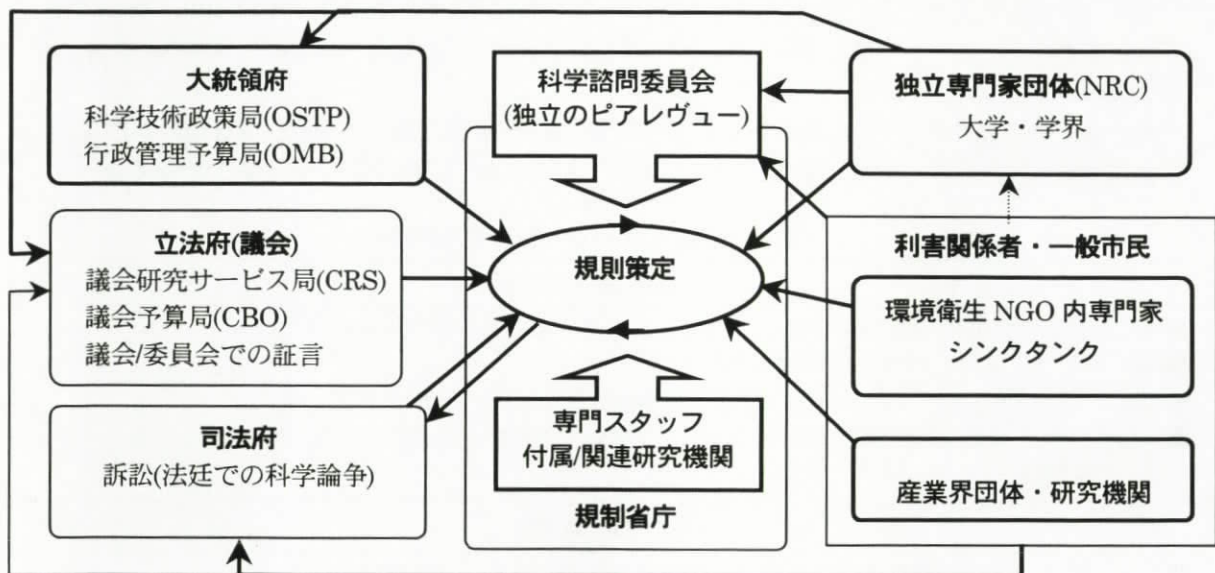 大統領府
科学技術政策局(OSTP)
行政管理予算局(OMB)
立法府(議会)
議会研究サービス局(CRS)
議会予算局(CBO)
議会/委員会での証言
司法府
訴訟(法廷での科学論争)
科学諮問委員会
(独立のピアレヴュー)
規則策定
専門スタッフ
付属/関連研究機関
規制省庁
独立専門家団体(NRC)
大学・学界
利害関係者・一般市民
環境衛生 NGO 内専門家
シンクタンク
産業界団体・研究機関